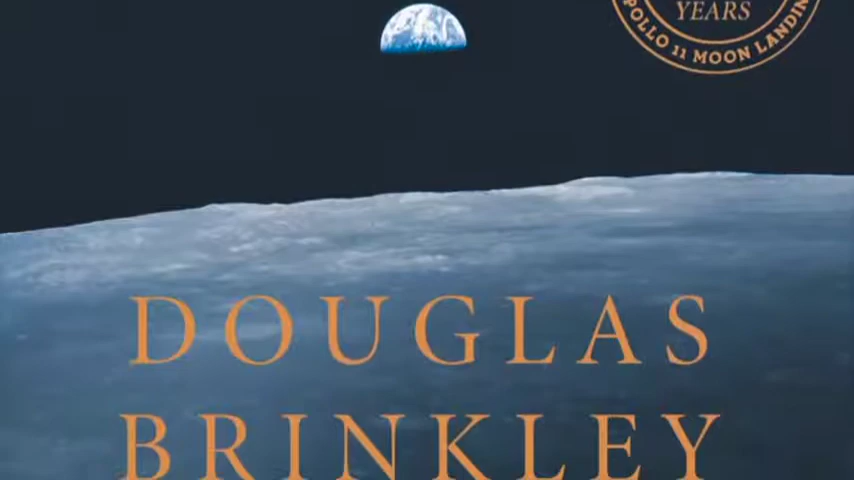 YEARS
POLLO 11 MOON LANDIN
DOUGLAS
BRINKLEY